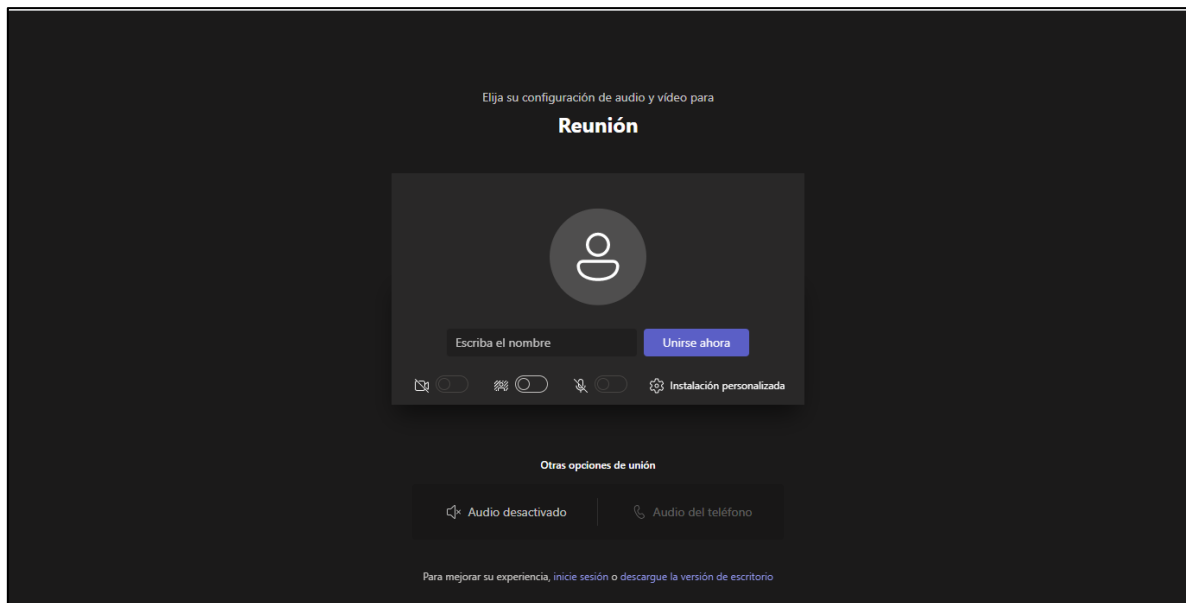 Elija su configuración de audio y vídeo para
Reunión
Escriba el nombre
Unirse ahora
Instalación personalizada
Otras opciones de unión
Audio desactivado
Audio del teléfono
Para mejorar su experiencia, inicie sesión o descargue la versión de escritorio